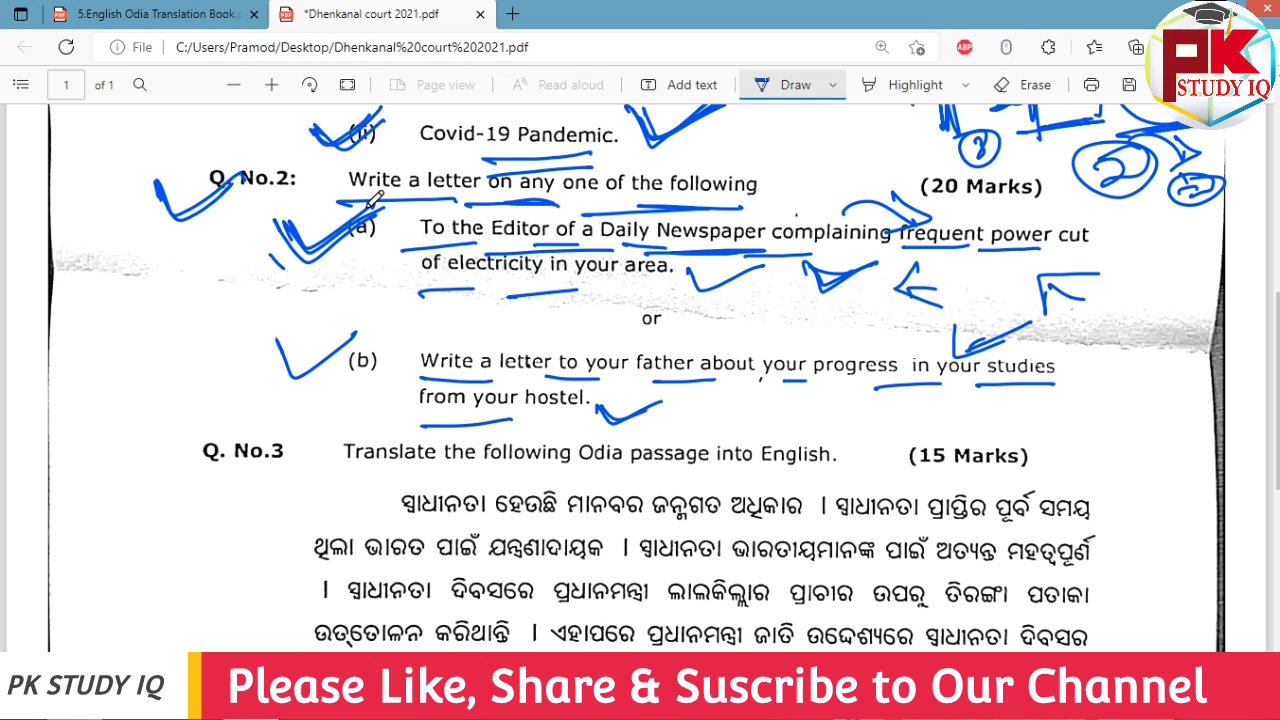 5.English Odia Translation Book.p
*Dhenkanal court 2021.pdf
File
C:/Users/Pramod/Desktop/Dhenkanal%20court%202021.pdf
ABP
1 of 1
Page view
Read aloud
Add text
Draw
Highlight
Erase
PK
STUDY IQ
(ii) Covid-19 Pandemic.
Q. No.2: Write a letter on any one of the following (20 Marks)
(a) To the Editor of a Daily Newspaper complaining frequent power cut
of electricity in your area.
or
(b) Write a letter to your father about your progress in your studies
from your hostel.
Q. No.3 Translate the following Odia passage into English. (15 Marks)
ସ୍ଵାଧୀନତା ହେଉଛି ମାନବର ଜନ୍ମଗତ ଅଧିକାର । ସ୍ଵାଧୀନତା ପ୍ରାପ୍ତିର ପୂର୍ବ ସମୟ
ଥିଲା ଭାରତ ପାଇଁ ଯନ୍ତ୍ରଣାଦାୟକ । ସ୍ଵାଧୀନତା ଭାରତୀୟମାନଙ୍କ ପାଇଁ ଅତ୍ୟନ୍ତ ମହତ୍ଵପୂର୍ଣ
। ସ୍ଵାଧୀନତା ଦିବସରେ ପ୍ରଧାନମନ୍ତ୍ରୀ ଲାଲକିଲ୍ଲାର ପ୍ରାଚୀର ଉପରୁ ତିରଙ୍ଗା ପତାକା
ଉତ୍ତୋଳନ କରିଥାନ୍ତି । ଏହାପରେ ପ୍ରଧାନମନ୍ତ୍ରୀ ଜାତି ଉଦ୍ଦେଶ୍ୟରେ ସ୍ଵାଧୀନତା ଦିବସର
PK STUDY IQ
Please Like, Share & Suscribe to Our Channel